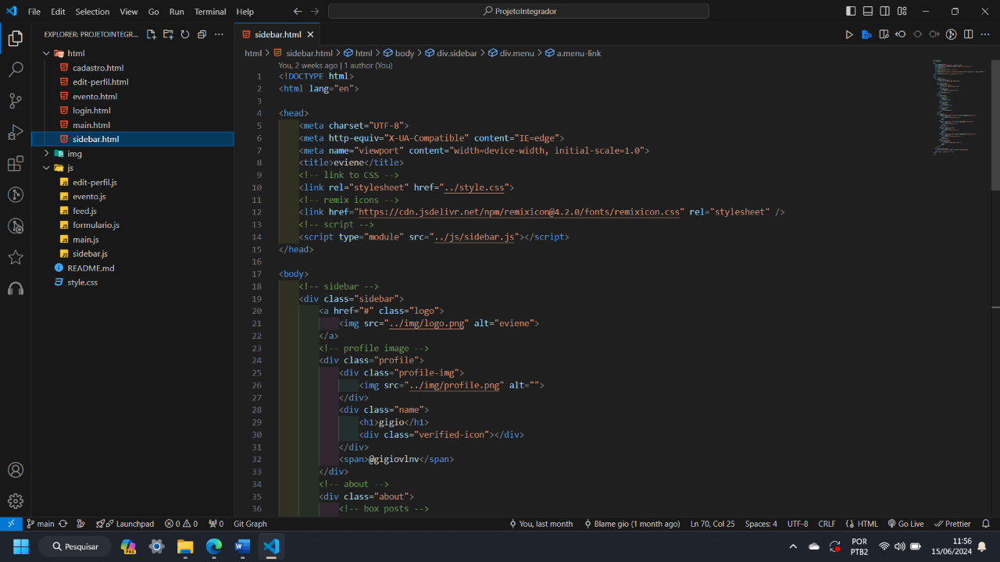 File Edit Selection View Go Run Terminal Help
ProjetoIntegrador
EXPLORER: PROJETOINTEGR...
html
cadastro.html
edit-perfil.html
evento.html
login.html
main.html
sidebar.html
img
js
edit-perfil.js
evento.js
feed.js
formulario.js
main.js
sidebar.js
README.md
style.css
sidebar.html
html > sidebar.html > html > body > div.sidebar > div.menu > a.menu-link
You, 2 weeks ago | 1 author (You)
1 <!DOCTYPE html>
2 <html lang="en">
3
4 <head>
5 <meta charset="UTF-8">
6 <meta http-equiv="X-UA-Compatible" content="IE=edge">
7 <meta name="viewport" content="width=device-width, initial-scale=1.0">
8 <title>eviene</title>
9 <!-- link to CSS -->
10 <link rel="stylesheet" href="../style.css">
11 <!-- remix icons -->
12 <link href="https://cdn.jsdelivr.net/npm/remixicon@4.2.0/fonts/remixicon.css" rel="stylesheet" />
13 <!-- script -->
14 <script type="module" src="../js/sidebar.js"></script>
15 </head>
16
17 <body>
18 <!-- sidebar -->
19 <div class="sidebar">
20 <a href="#" class="logo">
21 <img src="../img/logo.png" alt="eviene">
22 </a>
23 <!-- profile image -->
24 <div class="profile">
25 <div class="profile-img">
26 <img src="../img/profile.png" alt="">
27 </div>
28 <div class="name">
29 <h1>gigio</h1>
30 <div class="verified-icon"></div>
31 </div>
32 <span>@gigiovlnv</span>
33 </div>
34 <!-- about -->
35 <div class="about">
36 <!-- box posts -->
main Launchpad 0 0 0 Git Graph You, last month Blame gio (1 month ago) Ln 70, Col 25 Spaces: 4 UTF-8 CRLF HTML Go Live Prettier
Pesquisar
PRE
POR
PTB2
11:56
15/06/2024